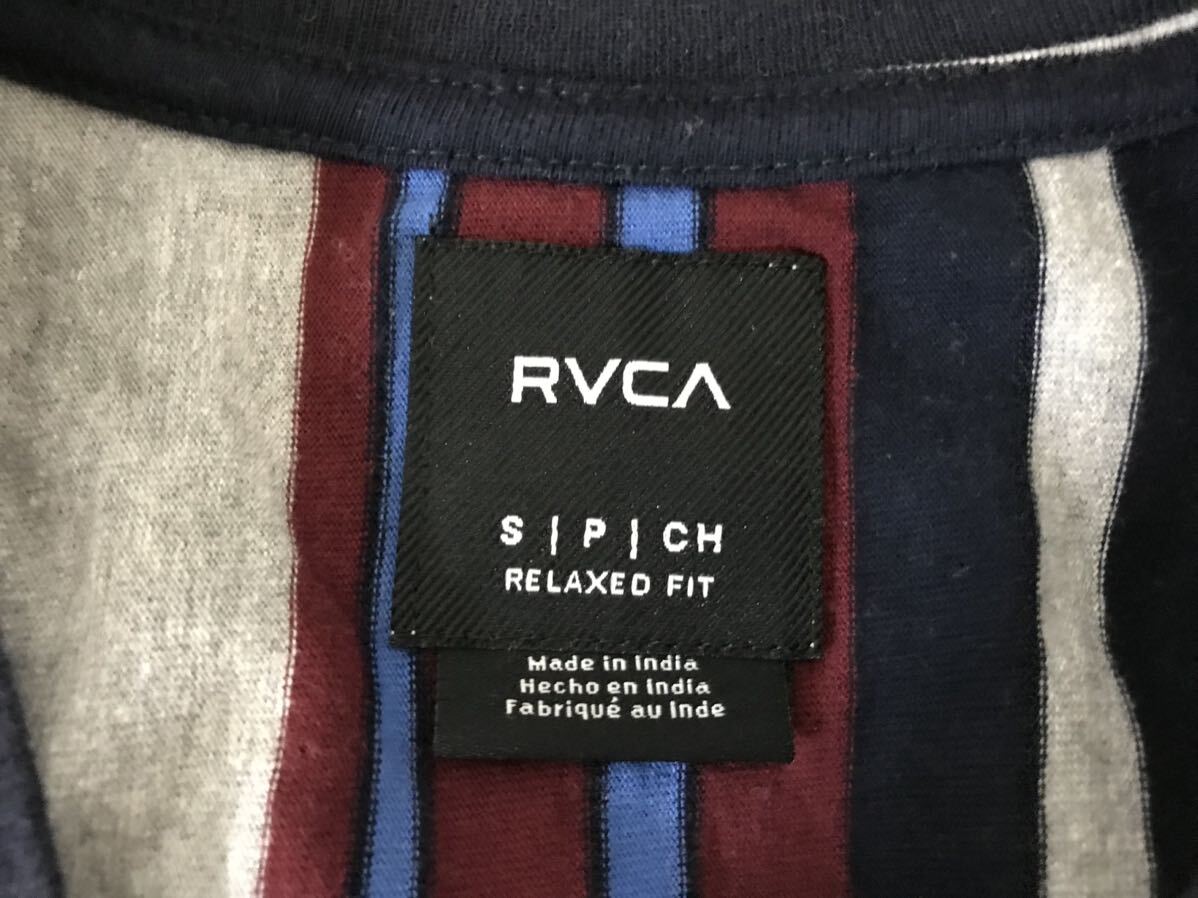 RVCA
S | P | CH
RELAXED FIT
Made in India
Hecho en India
Fabriqué au Inde